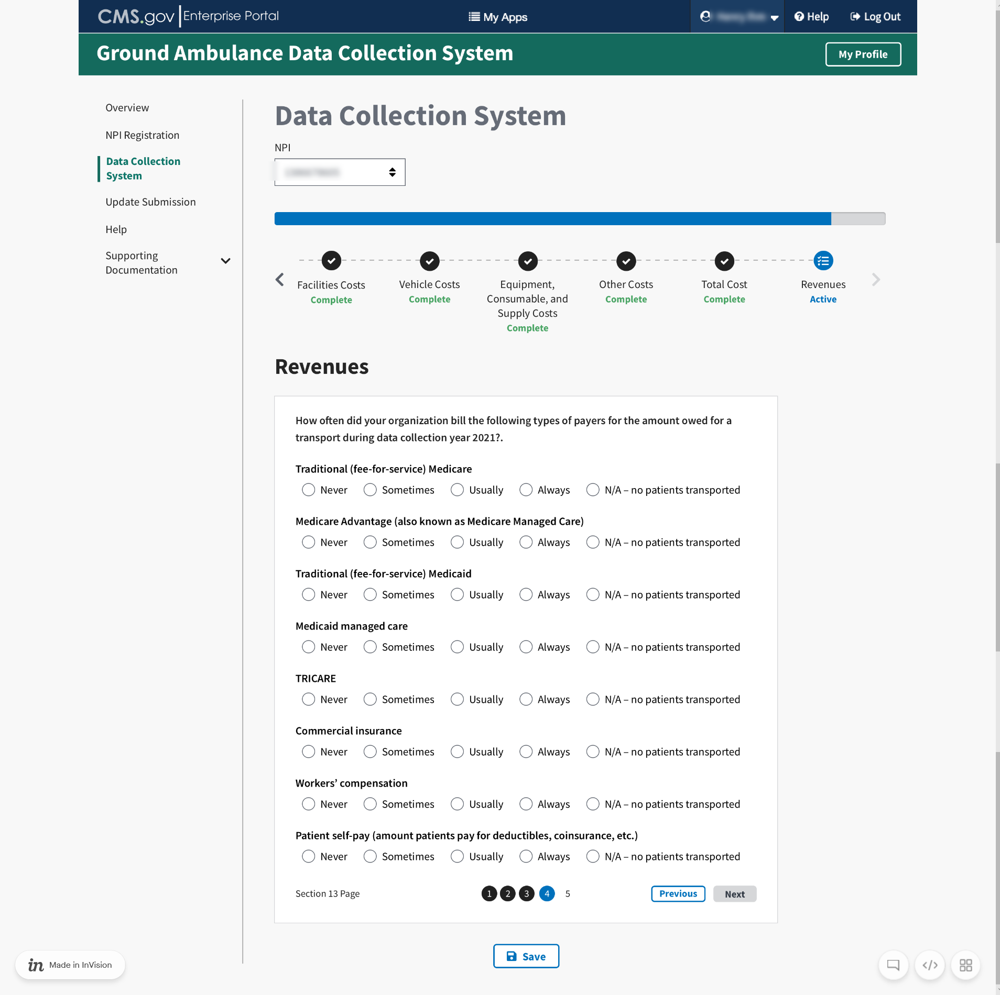 CMS.gov Enterprise Portal
My Apps
Help
Log Out
Ground Ambulance Data Collection System
My Profile
Overview
NPI Registration
Data Collection
System
Update Submission
Help
Supporting
Documentation
Data Collection System
NPI
Facilities Costs
Complete
Vehicle Costs
Complete
Equipment,
Consumable, and
Supply Costs
Complete
Other Costs
Complete
Total Cost
Complete
Revenues
Active
Revenues
How often did your organization bill the following types of payers for the amount owed for a
transport during data collection year 2021?.
Traditional (fee-for-service) Medicare
Never Sometimes Usually Always N/A – no patients transported
Medicare Advantage (also known as Medicare Managed Care)
Never Sometimes Usually Always N/A – no patients transported
Traditional (fee-for-service) Medicaid
Never Sometimes Usually Always N/A – no patients transported
Medicaid managed care
Never Sometimes Usually Always N/A – no patients transported
TRICARE
Never Sometimes Usually Always N/A – no patients transported
Commercial insurance
Never Sometimes Usually Always N/A – no patients transported
Workers’ compensation
Never Sometimes Usually Always N/A – no patients transported
Patient self-pay (amount patients pay for deductibles, coinsurance, etc.)
Never Sometimes Usually Always N/A – no patients transported
Section 13 Page
1 2 3 4 5
Previous
Next
Save
in Made in InVision